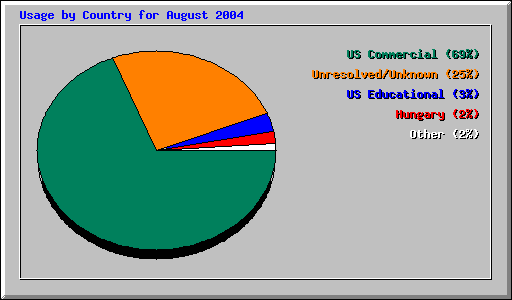 Usage by Country for August 2004
US Commercial (69%)
Unresolved/Unknown (25%)
US Educational (3%)
Hungary (2%)
Other (2%)